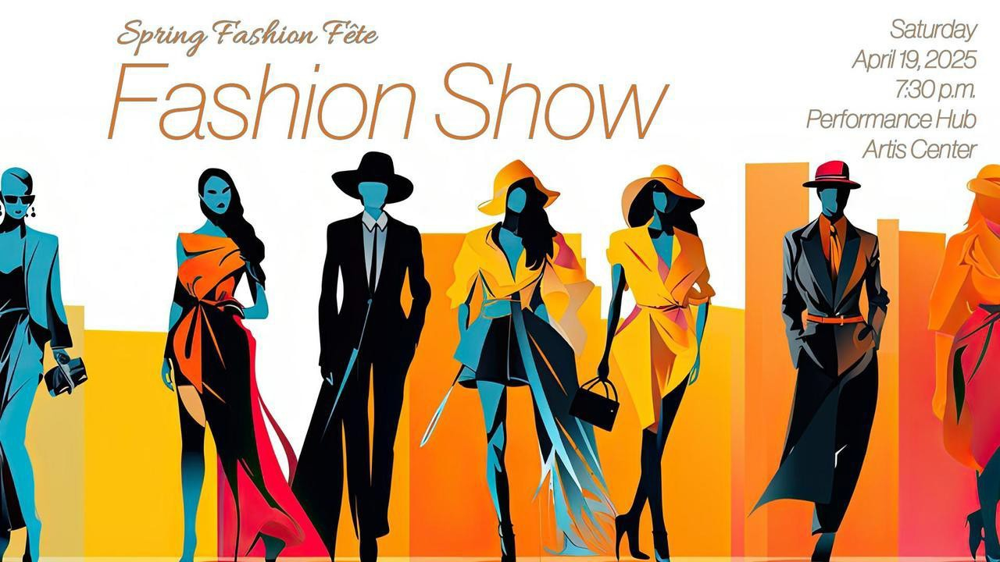 Spring Fashion Fête
Fashion Show
Saturday
April 19, 2025
7:30 p.m.
Performance Hub
Artis Center